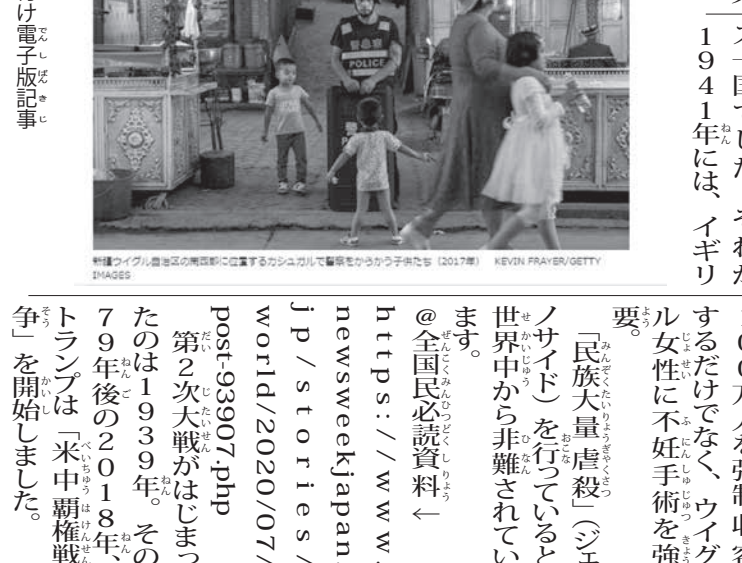 1941年には、イギリ
POLICE
け電子版記事
新疆ウイグル自治区の南西部に位置するカシュガルで警察をからかう子供たち（2017年） KEVIN FRAYER/GETTY
IMAGES
するだけでなく、ウイグ
ル女性に不妊手術を強
要。
「民族大量虐殺」（ジェ
ノサイド）を行っていると
世界中から非難されてい
ます。
@全国民必読資料↓
https://www.
newsweekjapan.
jp/stories/
world/2020/07/
post-93907.php
第2次大戦がはじまっ
たのは1939年。その
79年後の2018年、
トランプは「米中覇権戦
争」を開始しました。